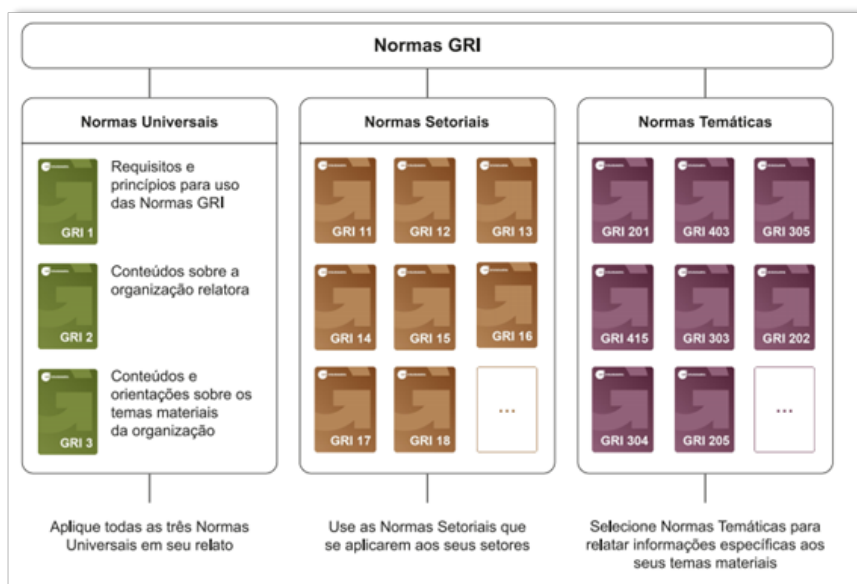 Normas GRI
Normas Universais
Requisitos e
princípios para uso
das Normas GRI
GRI 1
Conteúdos sobre a
organização relatora
GRI 2
Conteúdos e
orientações sobre os
temas materiais
da organização
GRI 3
Aplique todas as três Normas
Universais em seu relato
Normas Setoriais
GRI 11 GRI 12 GRI 13
GRI 14 GRI 15 GRI 16
GRI 17 GRI 18 ...
Use as Normas Setoriais que
se aplicarem aos seus setores
Normas Temáticas
GRI 201 GRI 403 GRI 305
GRI 415 GRI 303 GRI 202
GRI 304 GRI 205 ...
Selecione Normas Temáticas para
relatar informações específicas aos
seus temas materiais